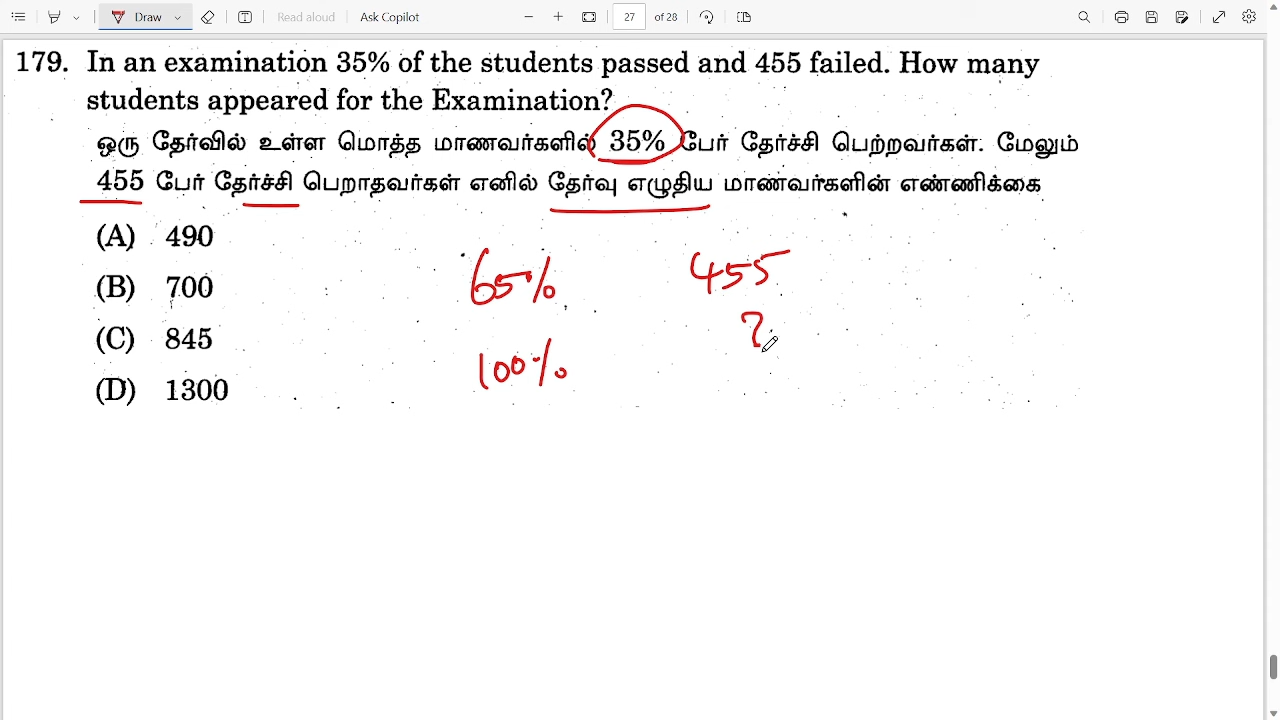 Draw
Read aloud
Ask Copilot
27
of 28
179. In an examination 35% of the students passed and 455 failed. How many
students appeared for the Examination?
ஒரு தேர்வில் உள்ள மொத்த மாணவர்களில் 35% பேர் தேர்ச்சி பெற்றவர்கள். மேலும்
455 பேர் தேர்ச்சி பெறாதவர்கள் எனில் தேர்வு எழுதிய மாணவர்களின் எண்ணிக்கை
(A) 490
(B) 700
(C) 845
(D) 1300
65% 455
100% ?